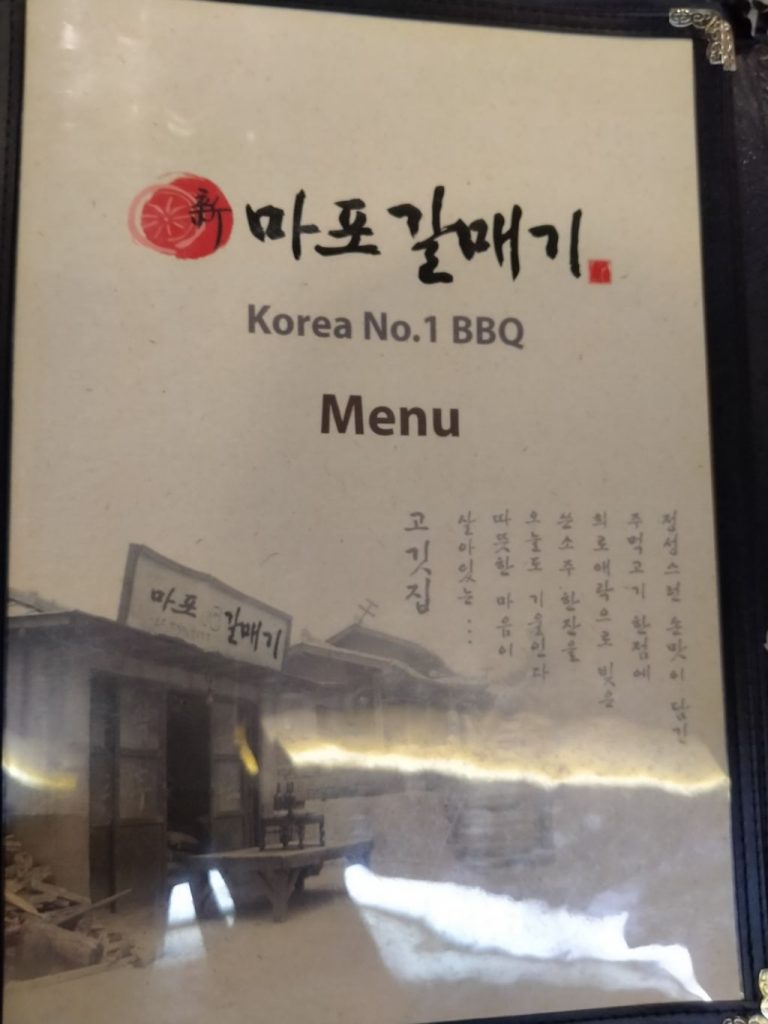 新 마포갈매기
Korea No.1 BBQ
Menu
정성스런 손맛이 담긴
주먹고기 한점에
희로애락으로 빚은
쓴소주 한잔을
오늘도 기울인다
따뜻한 마음이
살아있는...
고깃집
마포 갈매기